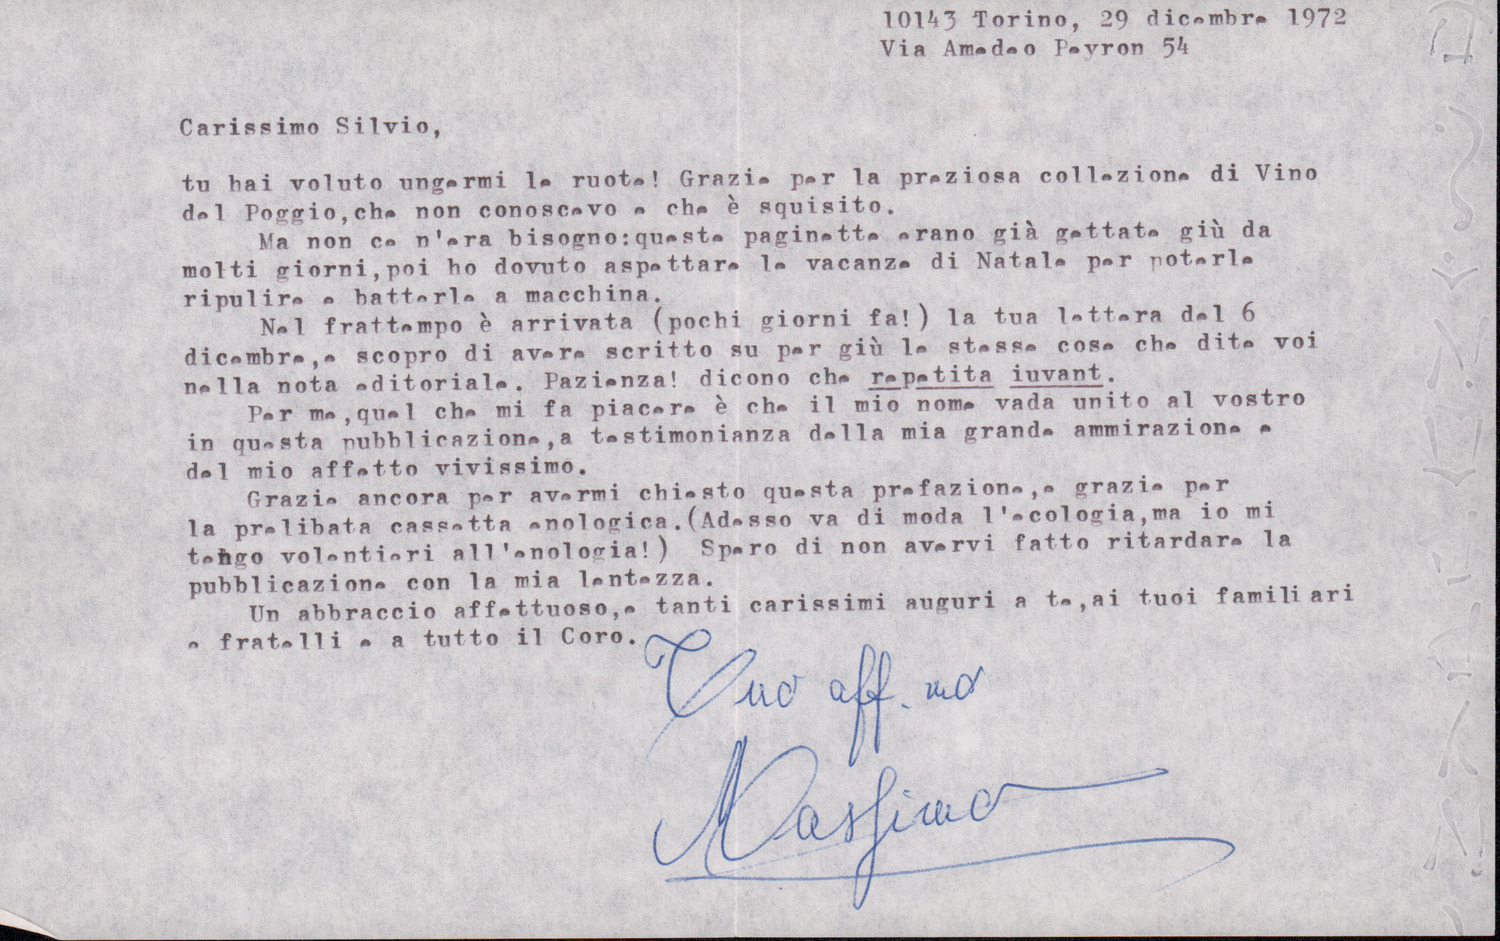 10143 Torino, 29 dicembre 1972
Via Amedeo Peyron 54
Carissimo Silvio,
tu hai voluto ungermi le ruote! Grazie per la preziosa collezione di Vino
del Poggio,che non conoscevo e che è squisito.
Ma non ce n'era bisogno:queste paginette erano già gettate giù da
molti giorni,poi ho dovuto aspettare le vacanze di Natale per poterle
ripulire e batterle a macchina.
Nel frattempo è arrivata (pochi giorni fa!) la tua lettera del 6
dicembre,e scopro di avere scritto su per giù le stesse cose che dite voi
nella nota editoriale. Pazienza! dicono che repetita iuvant.
Per me,quel che mi fa piacere è che il mio nome vada unito al vostro
in questa pubblicazione,a testimonianza della mia grande ammirazione e
del mio affetto vivissimo.
Grazie ancora per avermi chiesto questa prefazione,e grazie per
la prelibata cassetta enologica.(Adesso va di moda l'ecologia,ma io mi
tengo volentieri all'enologia!) Spero di non avervi fatto ritardare la
pubblicazione con la mia lentezza.
Un abbraccio affettuoso,e tanti carissimi auguri a te,ai tuoi famili ari
e fratelli e a tutto il Coro.
Tuo aff.mo
Massimo